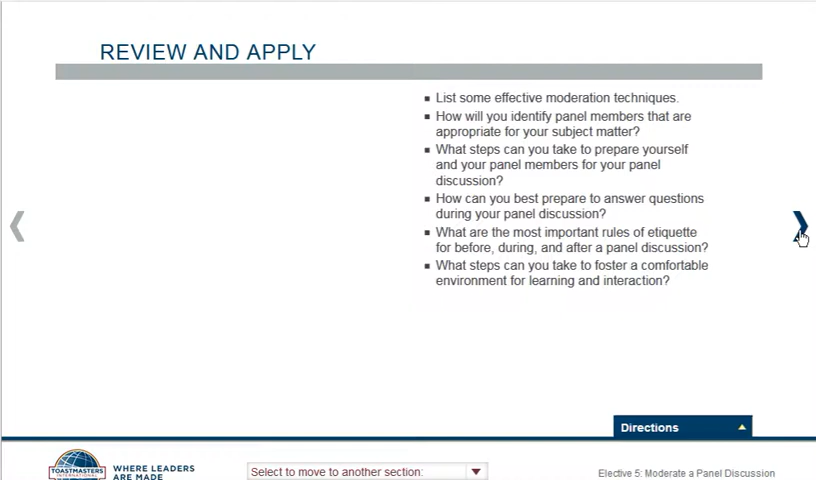 REVIEW AND APPLY
▪ List some effective moderation techniques.
▪ How will you identify panel members that are
appropriate for your subject matter?
▪ What steps can you take to prepare yourself
and your panel members for your panel
discussion?
▪ How can you best prepare to answer questions
during your panel discussion?
▪ What are the most important rules of etiquette
for before, during, and after a panel discussion?
▪ What steps can you take to foster a comfortable
environment for learning and interaction?
Directions
TOASTMASTERS
INTERNATIONAL
WHERE LEADERS
ARE MADE
Select to move to another section:
Elective 5: Moderate a Panel Discussion